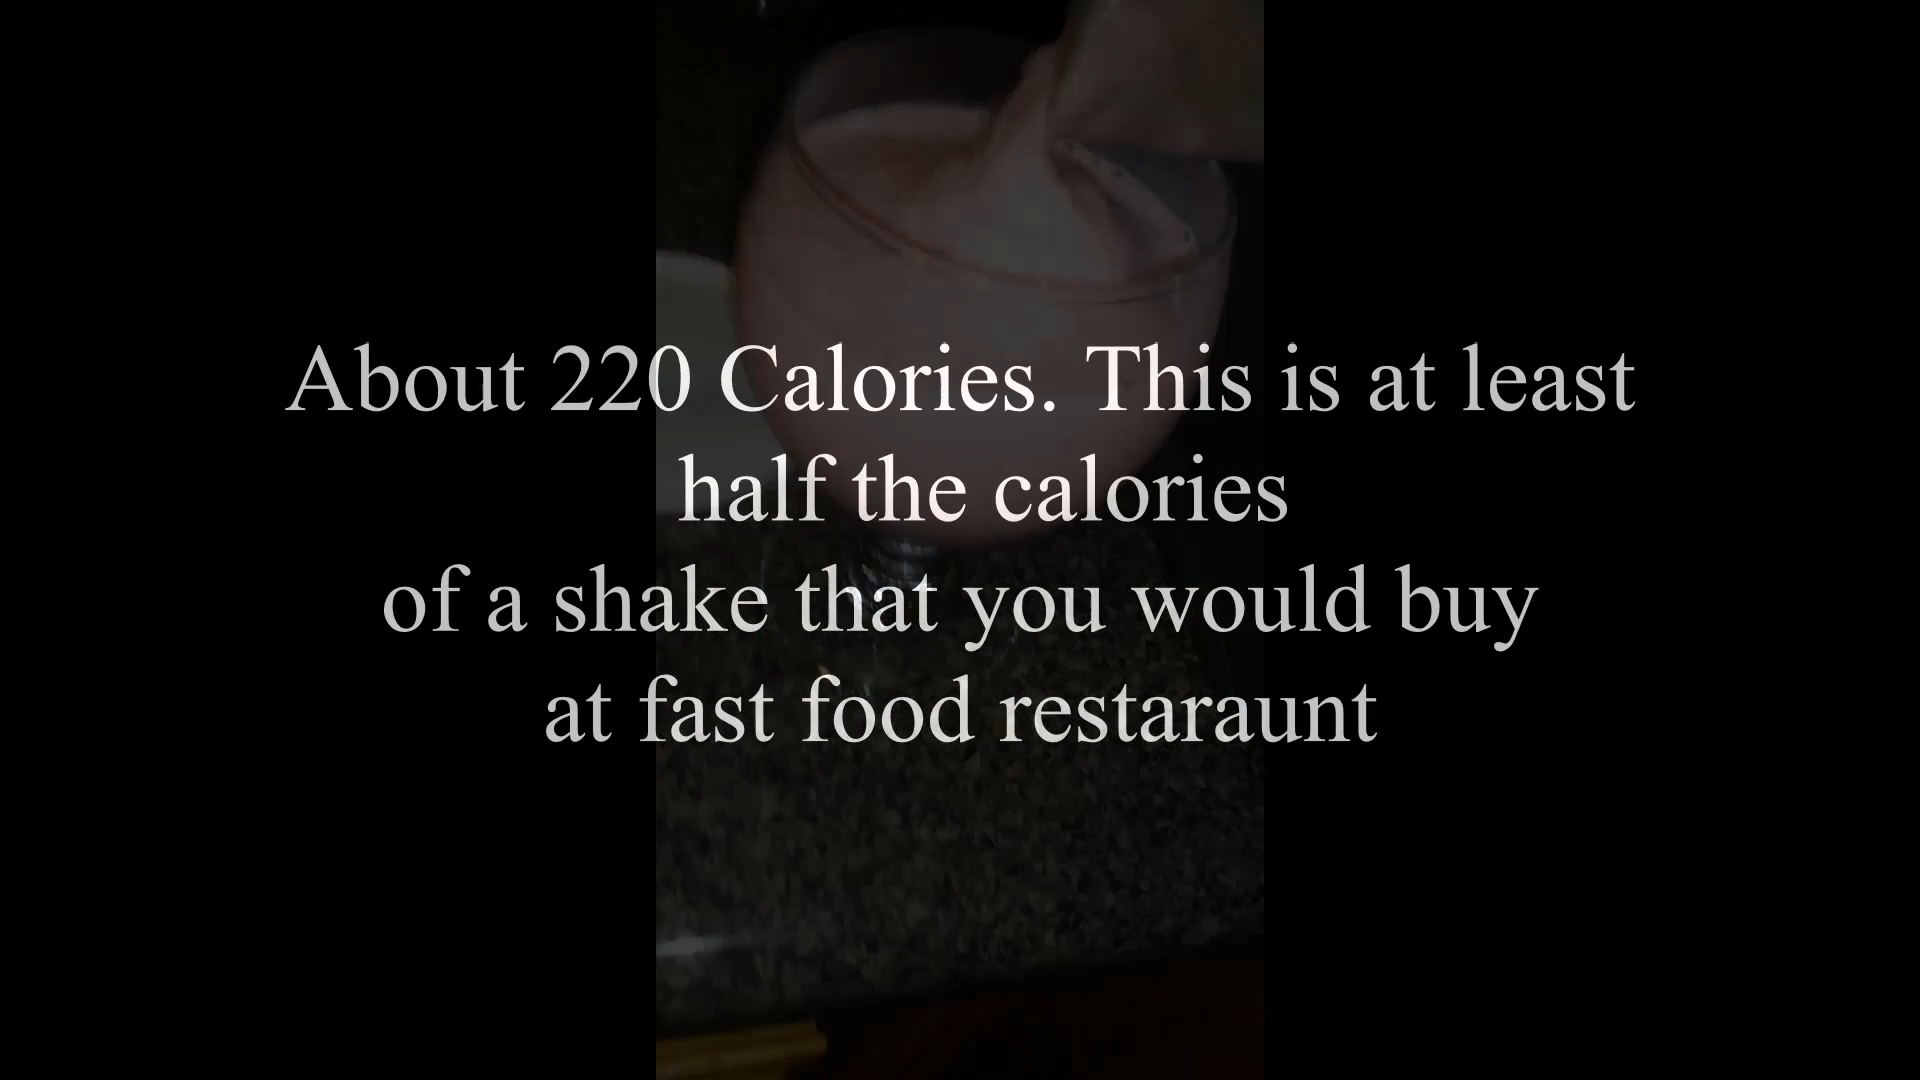 About 220 Calories. This is at least
half the calories
of a shake that you would buy
at fast food restaraunt